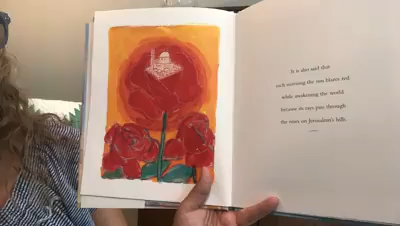 It is also said that
each morning the sun blazes red
while awakening the world
because its rays pass through
the roses on Jerusalem's hills.